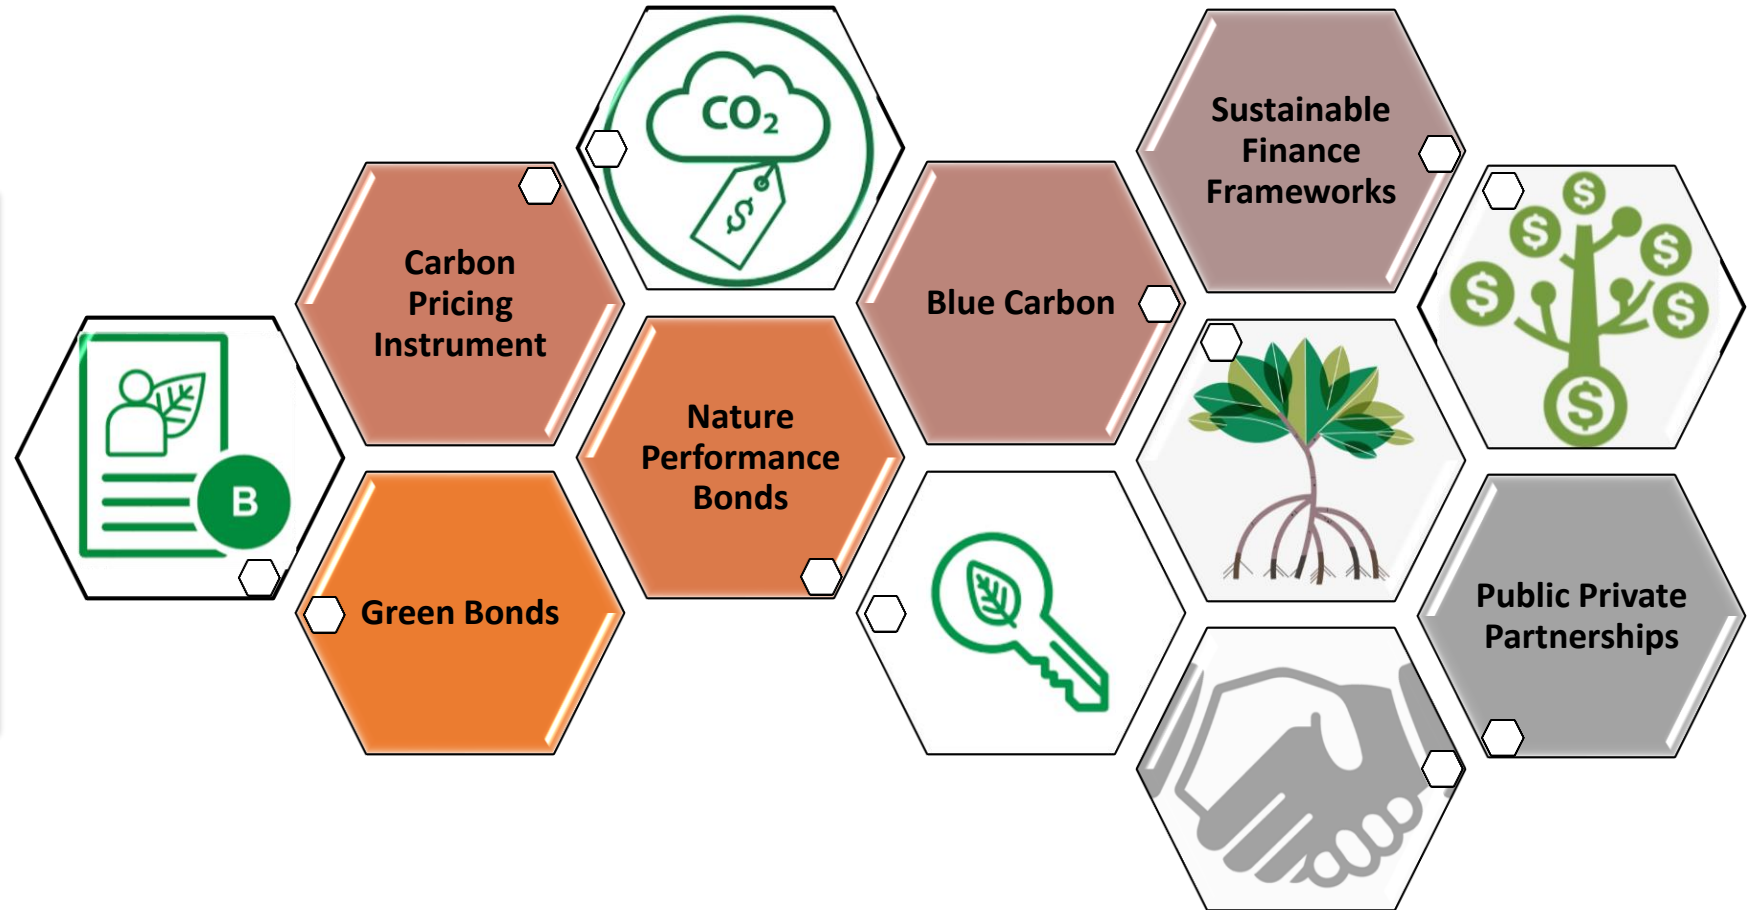 CO₂
$
Sustainable
Finance
Frameworks
$
$
$
$
$
$
Carbon
Pricing
Instrument
Blue Carbon
Nature
Performance
Bonds
B
Green Bonds
Public Private
Partnerships